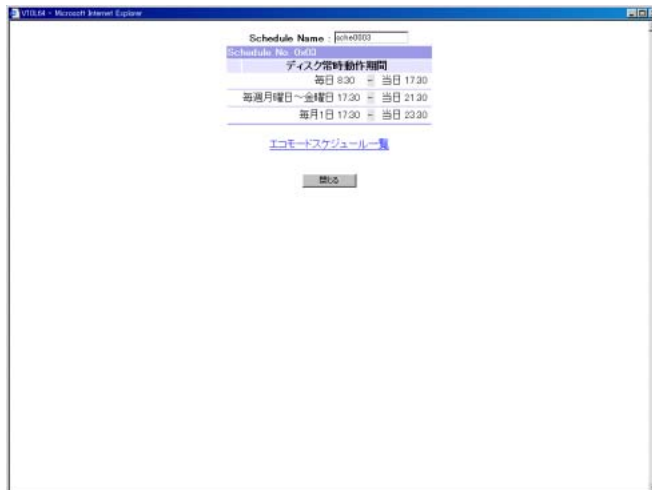 VT0L64 - Microsoft Internet Explorer
Schedule Name : sche0003
Schedule No. 0x03
ディスク常時動作期間
毎日 8:30 - 当日 17:30
毎週月曜日～金曜日 17:30 - 当日 21:30
毎月1日 17:30 - 当日 23:30
エコモードスケジュール一覧
閉じる